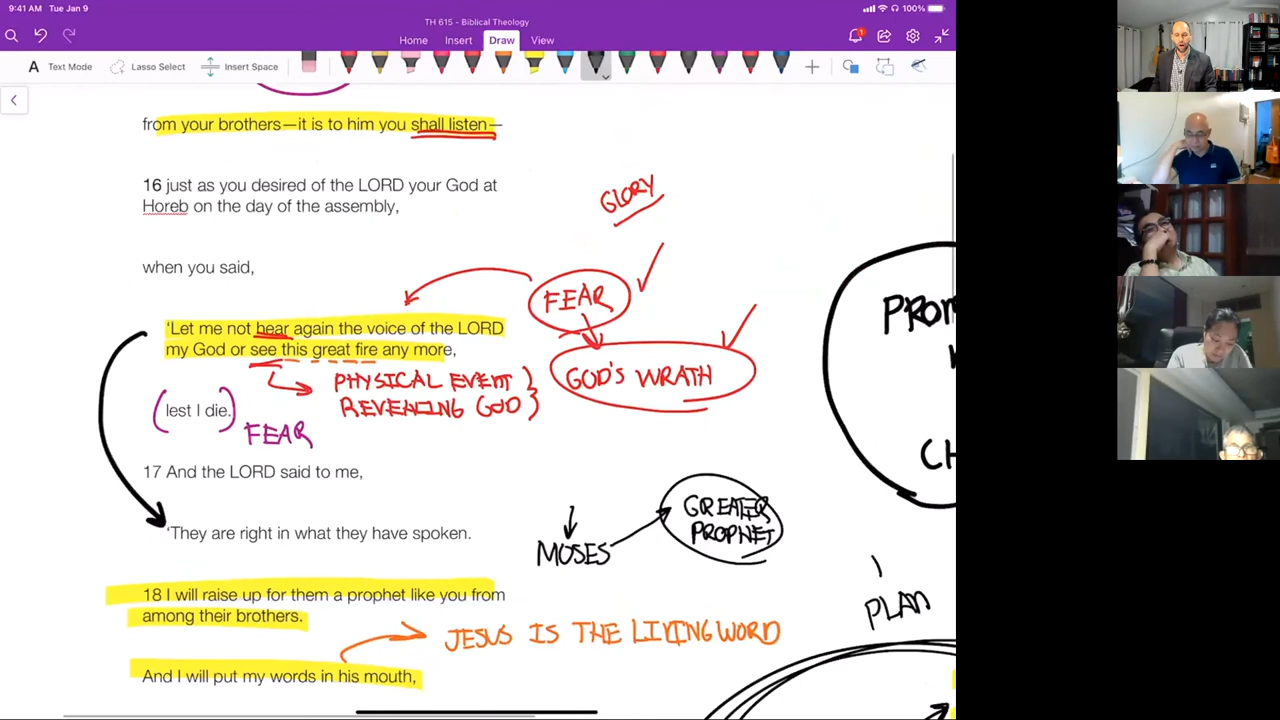 9:41 AM Tue Jan 9
100%
TH 615 - Biblical Theology
Home Insert Draw View
1
A Text Mode Lasso Select Insert Space
from your brothers—it is to him you shall listen—
16 just as you desired of the LORD your God at
Horeb on the day of the assembly,
GLORY
when you said,
FEAR
'Let me not hear again the voice of the LORD
my God or see this great fire any more,
GOD'S WRATH
PHYSICAL EVENT
REVEALING GOD
(lest I die.)
FEAR
17 And the LORD said to me,
'They are right in what they have spoken.
MOSES
GREATER
PROPHET
18 I will raise up for them a prophet like you from
among their brothers.
JESUS IS THE LIVING WORD
And I will put my words in his mouth,
PROM
CH
PLAN